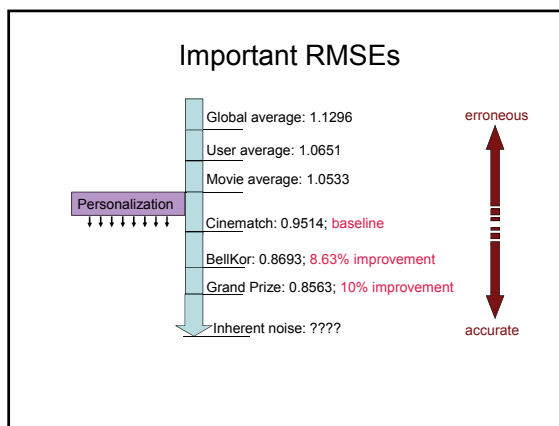 Important RMSEs
Global average: 1.1296
erroneous
User average: 1.0651
Movie average: 1.0533
Personalization
Cinematch: 0.9514; baseline
BellKor: 0.8693; 8.63% improvement
Grand Prize: 0.8563; 10% improvement
Inherent noise: ????
accurate